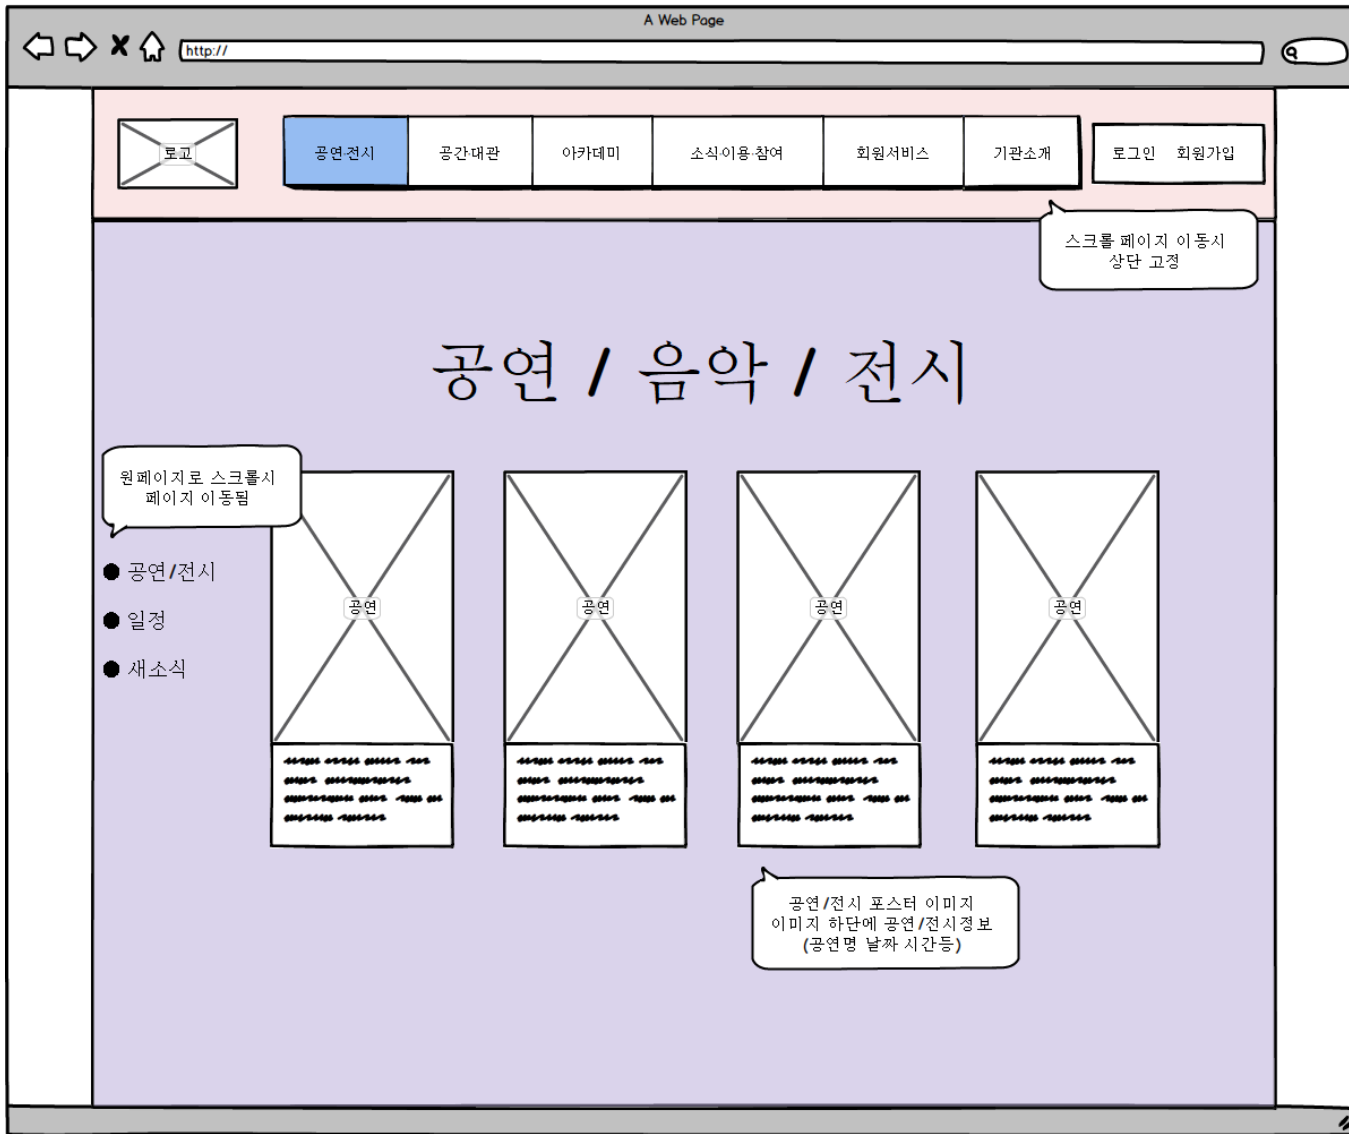 A Web Page
http://
로고
공연·전시
공간·대관
아카데미
소식·이용·참여
회원서비스
기관소개
로그인 회원가입
스크롤 페이지 이동시
상단 고정
공연 / 음악 / 전시
원페이지로 스크롤시
페이지 이동됨
공연/전시
일정
새소식
공연
공연
공연
공연
공연/전시 포스터 이미지
이미지 하단에 공연/전시정보
(공연명 날짜 시간등)